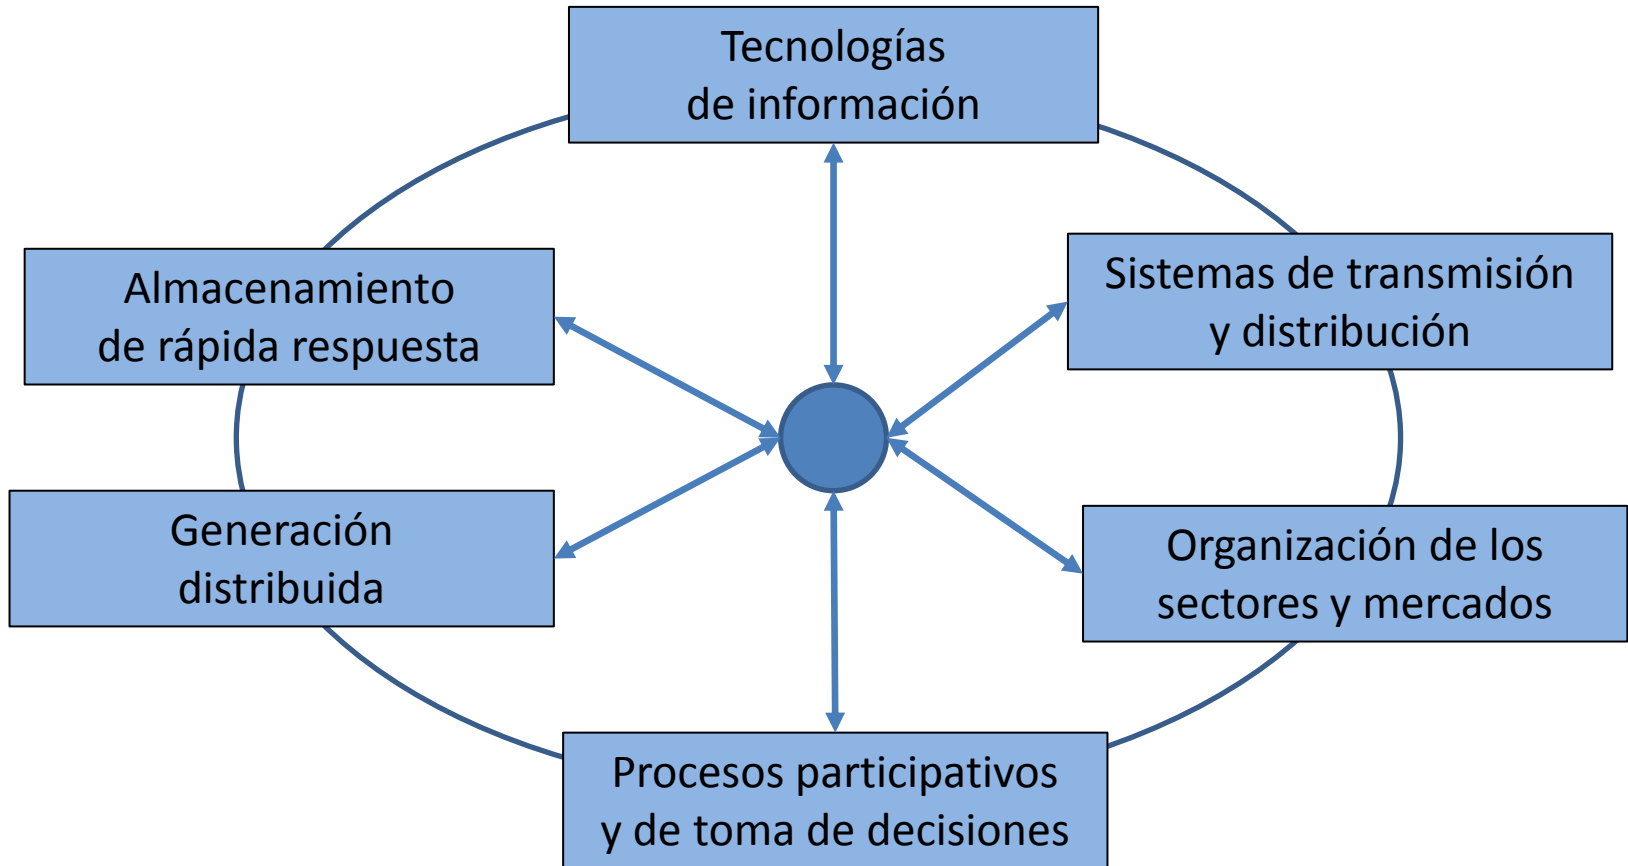 Tecnologías
de información
Almacenamiento
de rápida respuesta
Sistemas de transmisión
y distribución
Generación
distribuida
Organización de los
sectores y mercados
Procesos participativos
y de toma de decisiones